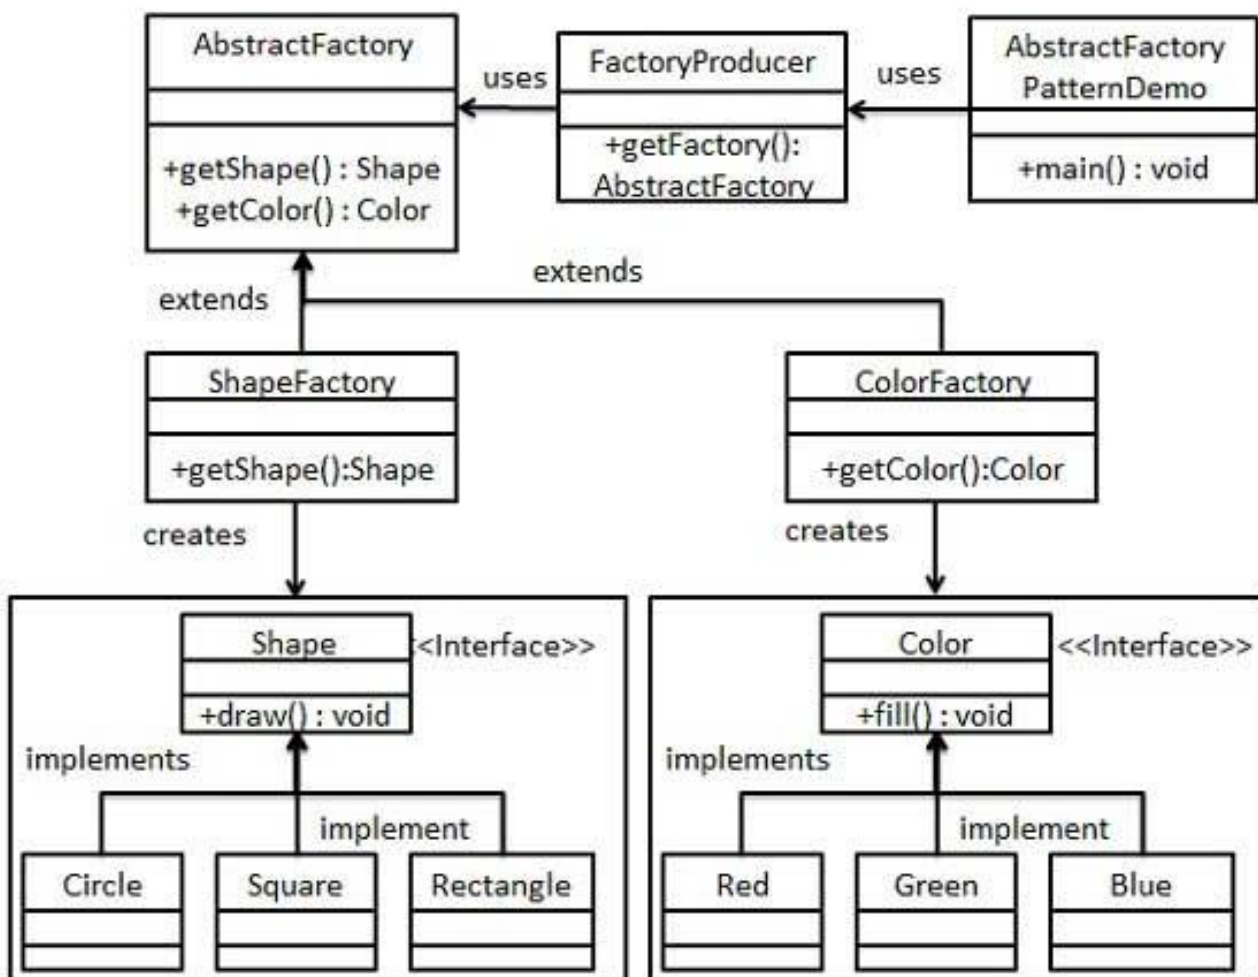 AbstractFactory
+getShape() : Shape
+getColor() : Color
uses
FactoryProducer
+getFactory():
AbstractFactory
uses
AbstractFactory
PatternDemo
+main() : void
extends
extends
ShapeFactory
+getShape():Shape
ColorFactory
+getColor():Color
creates
creates
Shape
<<Interface>>
+draw() : void
implements
implement
Circle
Square
Rectangle
Color
<<Interface>>
+fill() : void
implements
implement
Red
Green
Blue